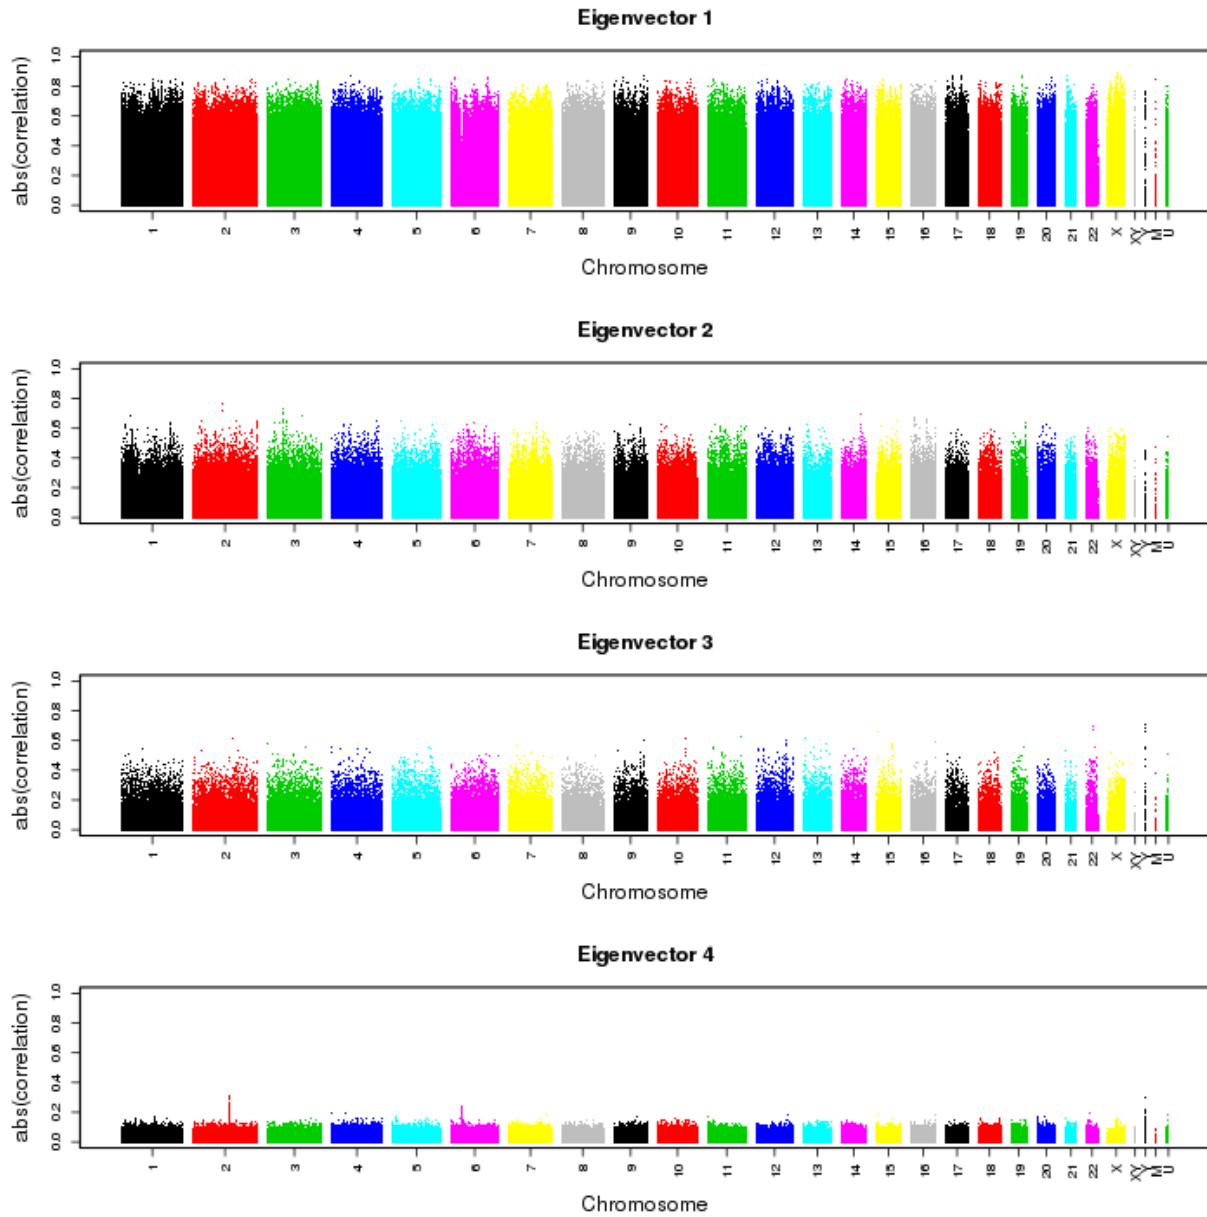 Eigenvector 1
abs(correlation)
0.0 0.2 0.4 0.6 0.8 1.0
1 2 3 4 5 6 7 8 9 10 11 12 13 14 15 16 17 18 19 20 21 22 X XY Y M U
Chromosome
Eigenvector 2
abs(correlation)
0.0 0.2 0.4 0.6 0.8 1.0
1 2 3 4 5 6 7 8 9 10 11 12 13 14 15 16 17 18 19 20 21 22 X XY Y M U
Chromosome
Eigenvector 3
abs(correlation)
0.0 0.2 0.4 0.6 0.8 1.0
1 2 3 4 5 6 7 8 9 10 11 12 13 14 15 16 17 18 19 20 21 22 X XY Y M U
Chromosome
Eigenvector 4
abs(correlation)
0.0 0.2 0.4 0.6 0.8 1.0
1 2 3 4 5 6 7 8 9 10 11 12 13 14 15 16 17 18 19 20 21 22 X XY Y M U
Chromosome